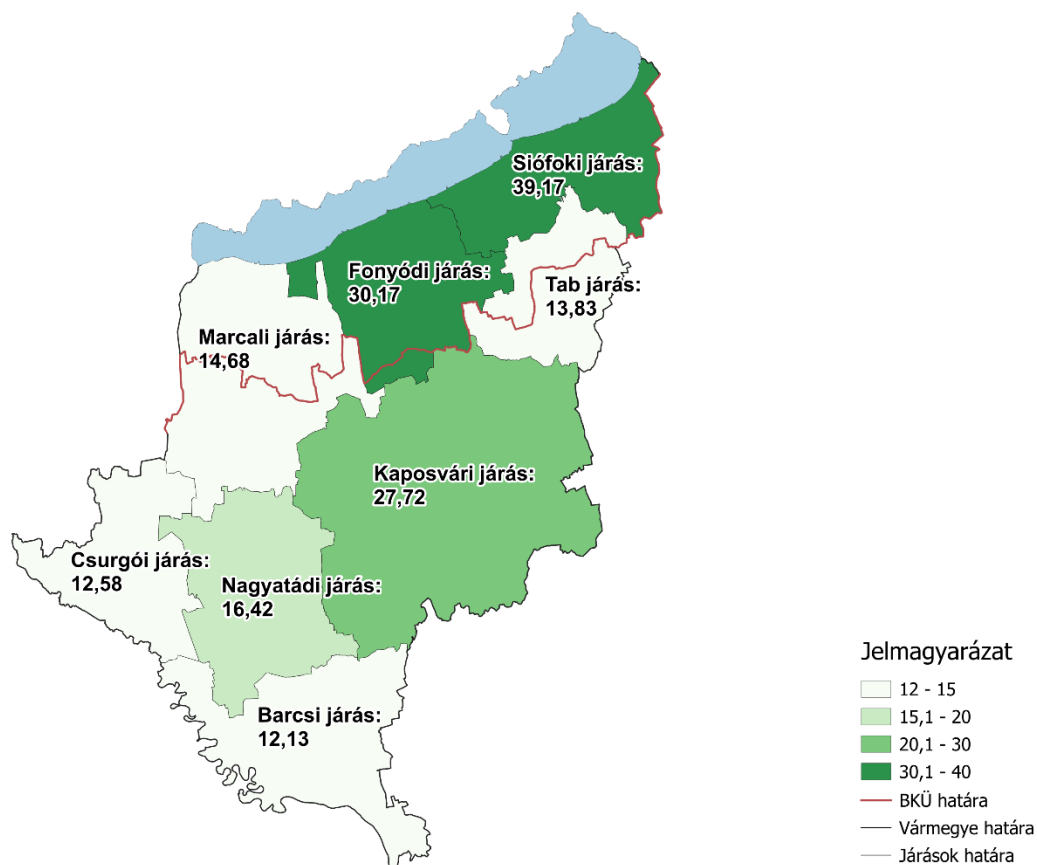 Siófoki járás:
39,17
Fonyódi járás:
30,17
Tab járás:
13,83
Marcali járás:
14,68
Kaposvári járás:
27,72
Csurgói járás:
12,58
Nagyatádi járás:
16,42
Barcsi járás:
12,13
Jelmagyarázat
12 - 15
15,1 - 20
20,1 - 30
30,1 - 40
BKÜ határa
Vármegye határa
Járások határa